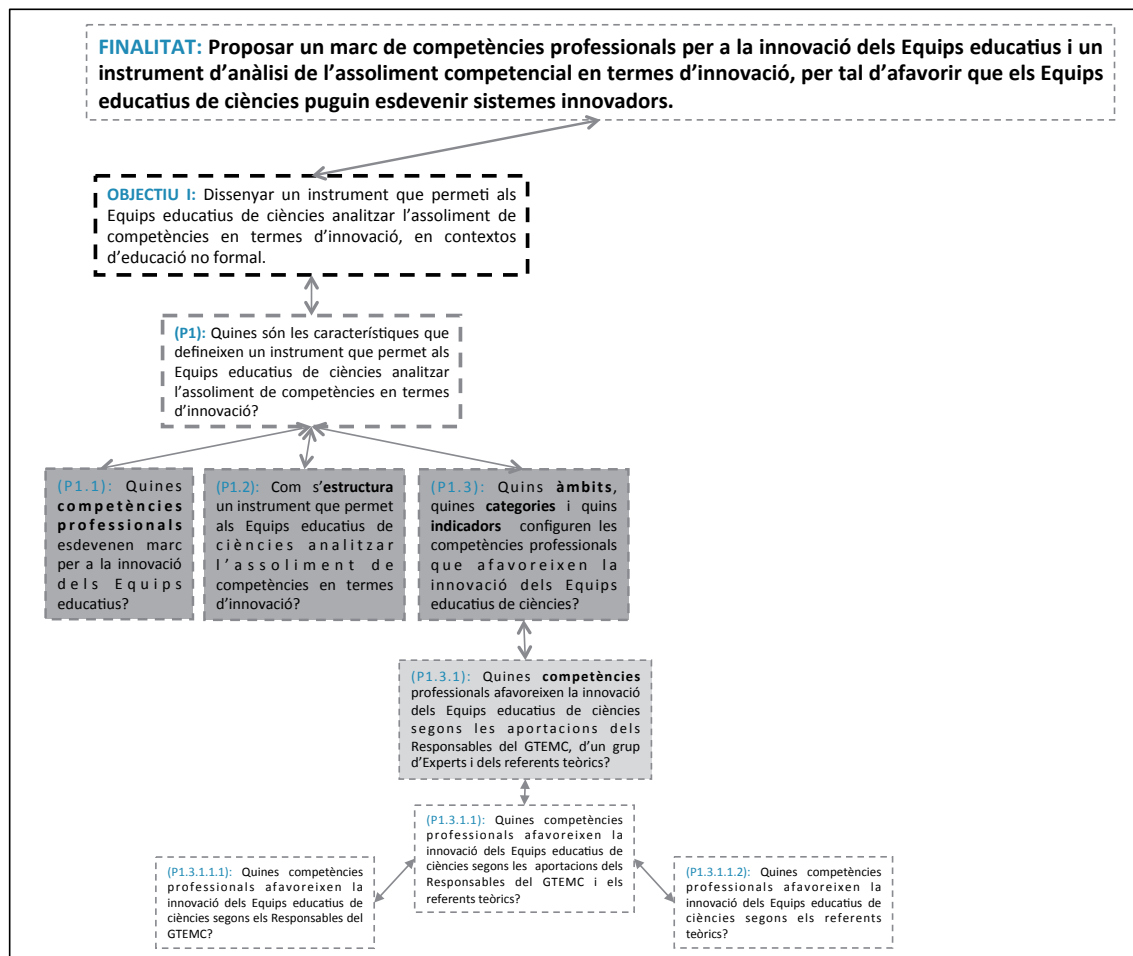 FINALITAT: Proposar un marc de competències professionals per a la innovació dels Equips educatius i un
instrument d'anàlisi de l'assoliment competencial en termes d'innovació, per tal d'afavorir que els Equips
educatius de ciències puguin esdevenir sistemes innovadors.
OBJECTIU I: Dissenyar un instrument que permeti als
Equips educatius de ciències analitzar l'assoliment de
competències en termes d'innovació, en contextos
d'educació no formal.
(P1): Quines són les característiques que
defineixen un instrument que permet als
Equips educatius de ciències analitzar
l'assoliment de competències en termes
d'innovació?
(P1.1): Quines
competències
professionals
esdevenen marc
per a la innovació
dels Equips
educatius?
(P1.2): Com s'estructura
un instrument que permet
als Equips educatius de
ciències analitzar
l'assoliment de
competències en termes
d'innovació?
(P1.3): Quins àmbits,
quines categories i quins
indicadors configuren les
competències professionals
que afavoreixen la
innovació dels Equips
educatius de ciències?
(P1.3.1): Quines competències
professionals afavoreixen la innovació
dels Equips educatius de ciències
segons les aportacions dels
Responsables del GTEMC, d'un grup
d'Experts i dels referents teòrics?
(P1.3.1.1): Quines competències
professionals afavoreixen la
innovació dels Equips educatius de
ciències segons les aportacions dels
Responsables del GTEMC i els
referents teòrics?
(P1.3.1.1.1): Quines competències
professionals afavoreixen la
innovació dels Equips educatius de
ciències segons els Responsables del
GTEMC?
(P1.3.1.1.2): Quines competències
professionals afavoreixen la
innovació dels Equips educatius de
ciències segons els referents
teòrics?